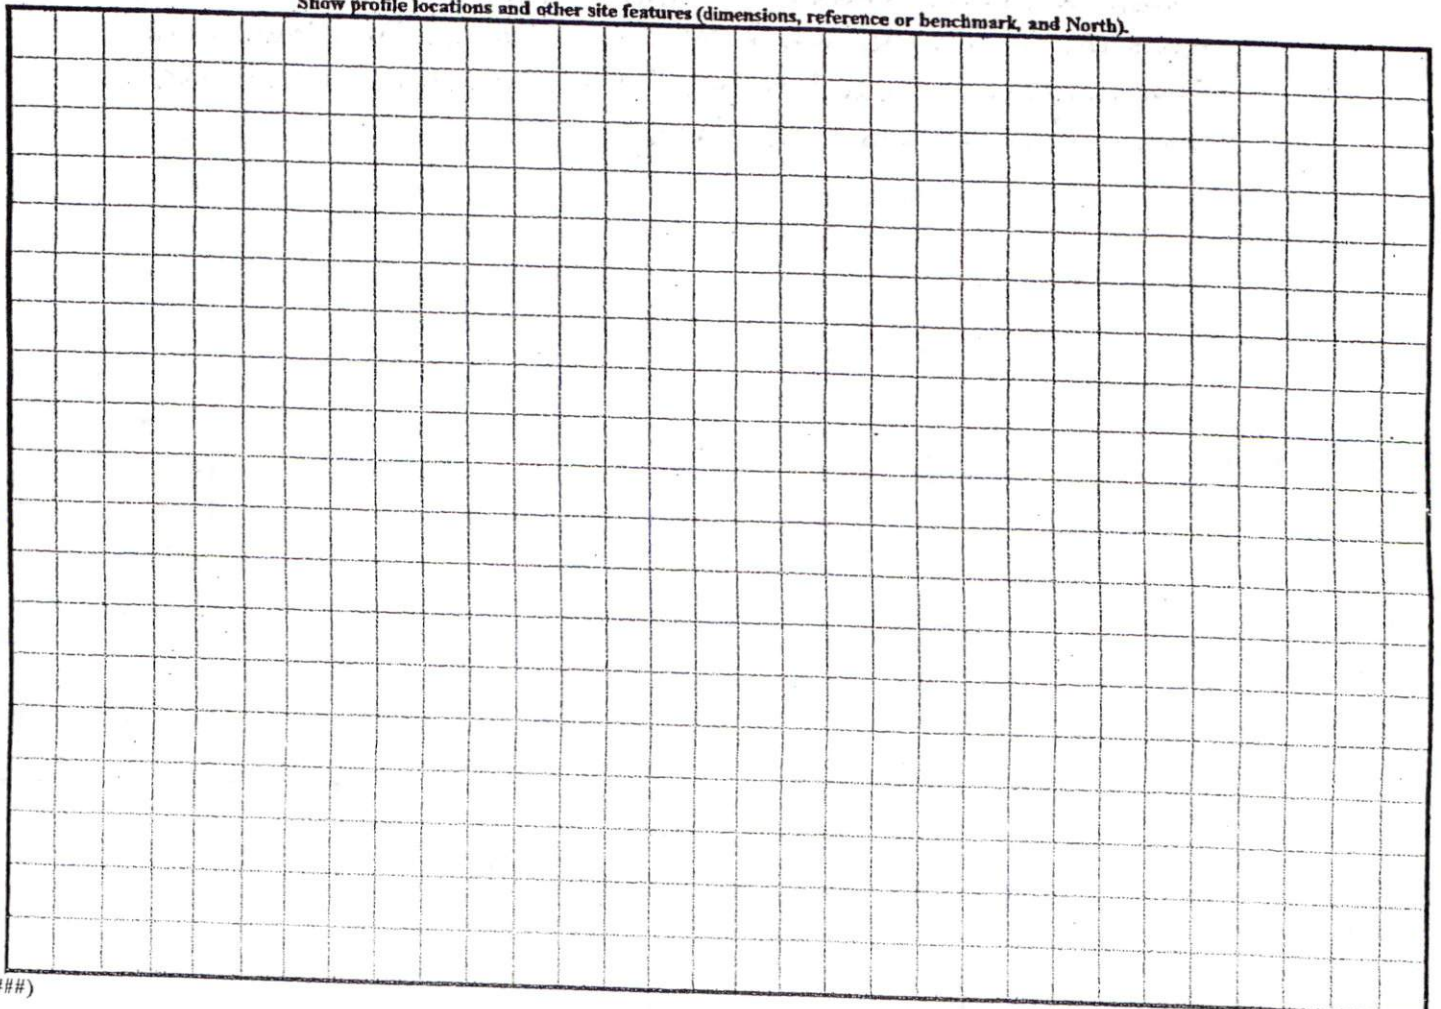 Show profile locations and other site features (dimensions, reference or benchmark, and North).
##)